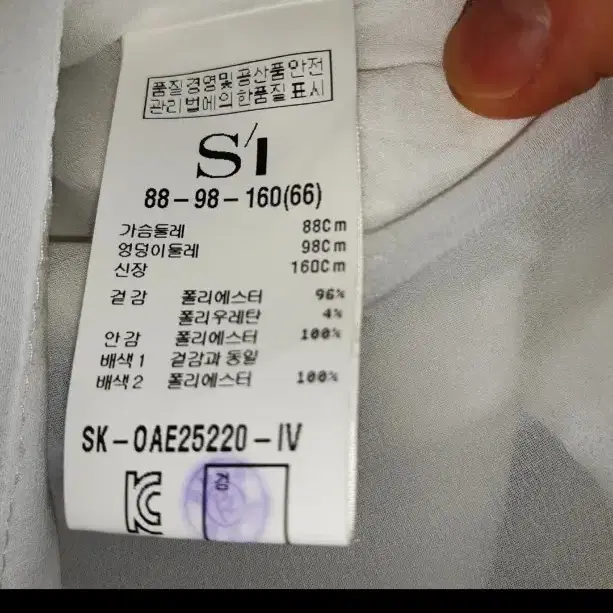 품질경영및공산품안전
관리법에의한품질표시
S'I
88-98-160(66)
가슴둘레 88Cm
영덩이둘레 98Cm
신장 160Cm
겉감 폴리에스터 96%
폴리우레탄 4%
안감 폴리에스터 100%
배색1 겉감과 동일
배색2 폴리에스터 100%
SK-OAE25220-IV
KC 검